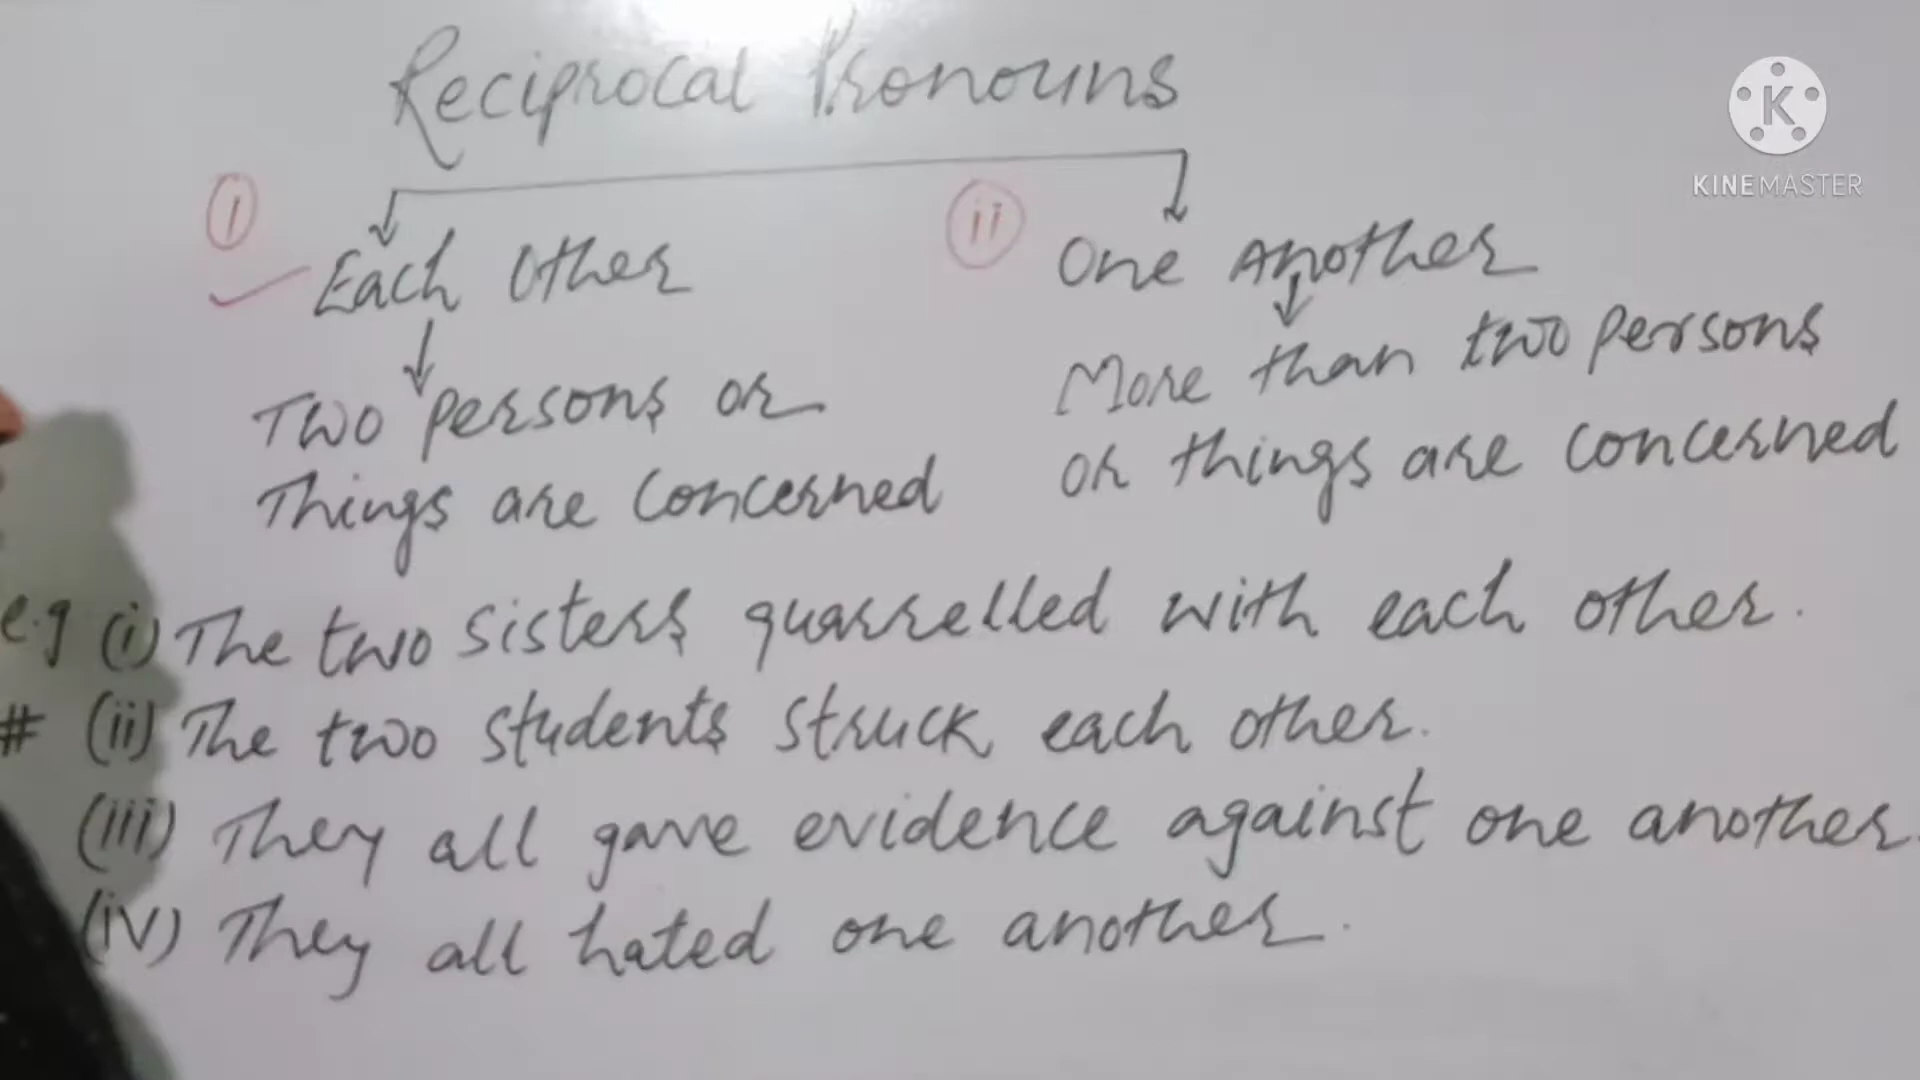 Reciprocal Pronouns
K
KINEMASTER
(i) Each Other
(ii) One Another
Two persons or
Things are concerned
More than two persons
or things are concerned
e.g (i) The two sisters quarrelled with each other.
# (ii) The two students struck each other.
(iii) They all gave evidence against one another.
(iv) They all hated one another.